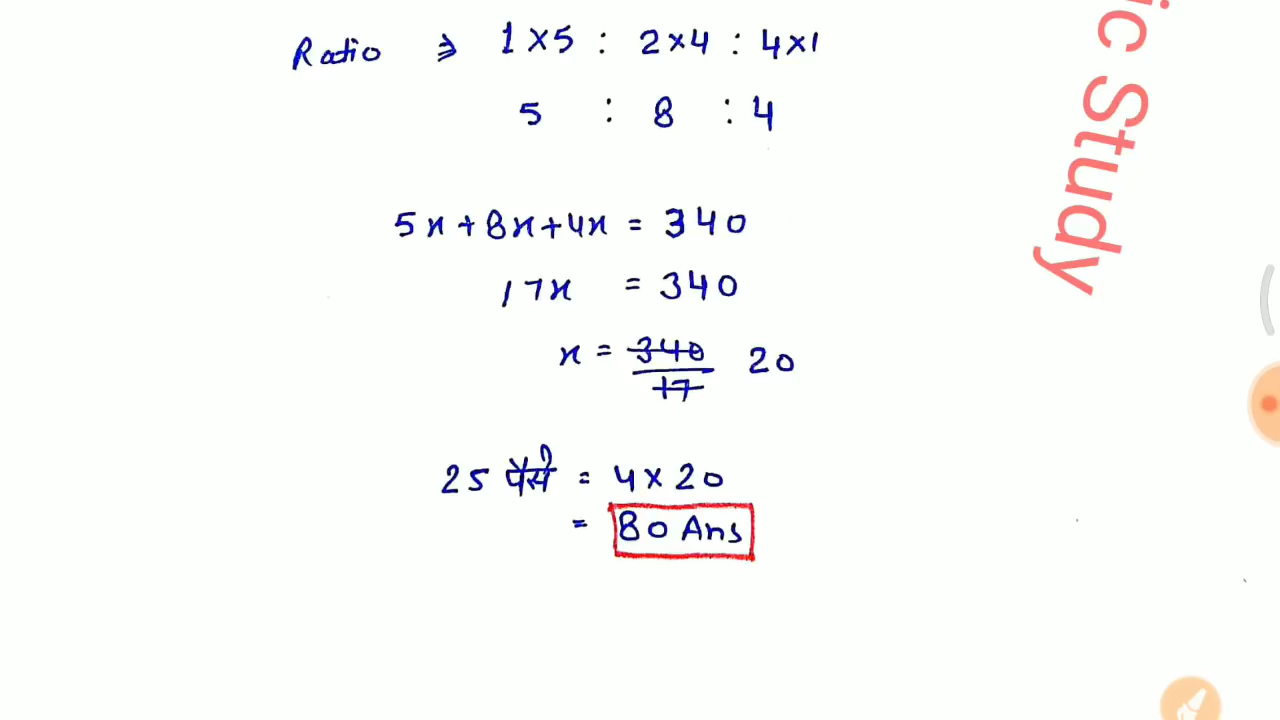 Ratio ⇒ 1×5 : 2×4 : 4×1
5 : 8 : 4
5x+8x+4x = 340
17x = 340
x = 340/17 20
25 पैसे = 4×20
= 80 Ans
ic Study